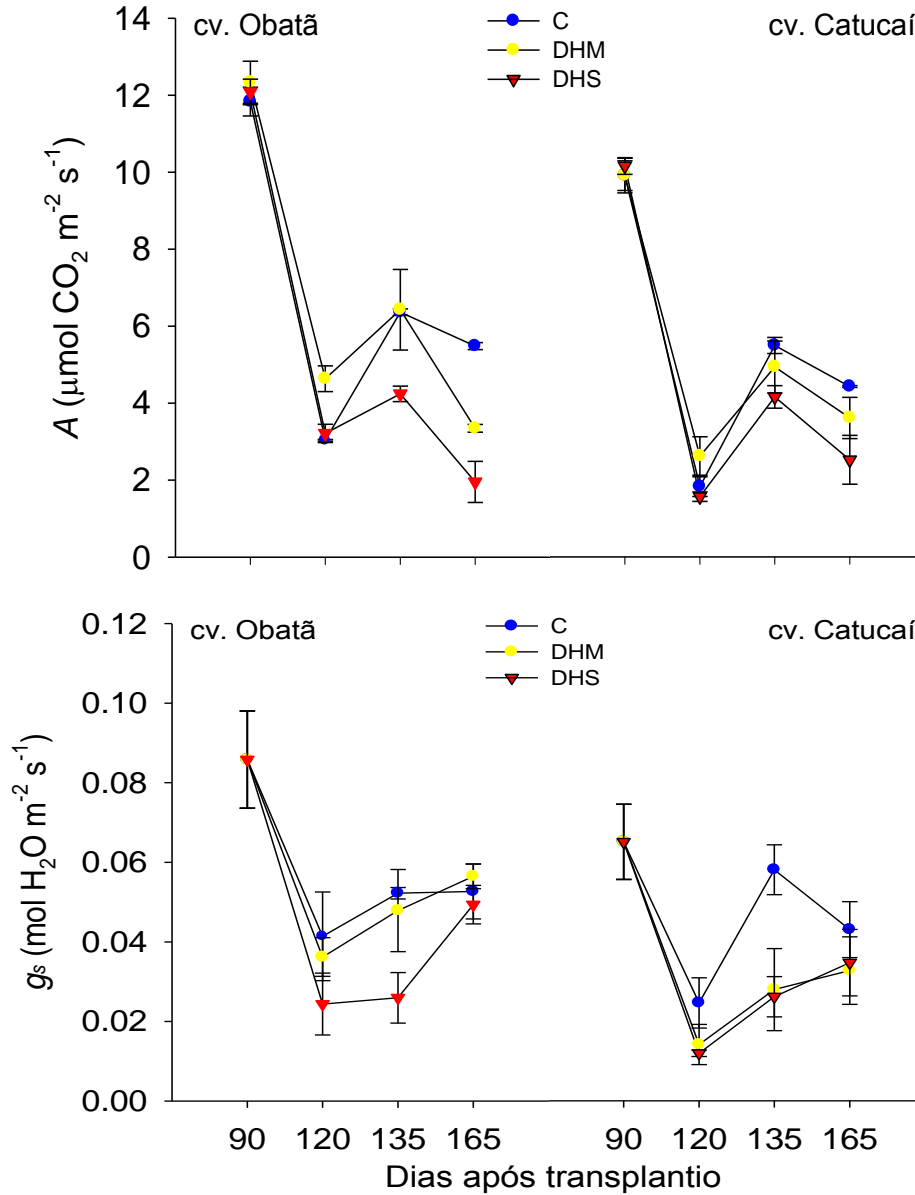 cv. Obatã
C
DHM
DHS
cv. Catucaí
A (µmol CO₂ m⁻² s⁻¹)
14
12
10
8
6
4
2
0
cv. Obatã
C
DHM
DHS
cv. Catucaí
gs (mol H₂O m⁻² s⁻¹)
0.12
0.10
0.08
0.06
0.04
0.02
0.00
90 120 135 165 90 120 135 165
Dias após transplantio